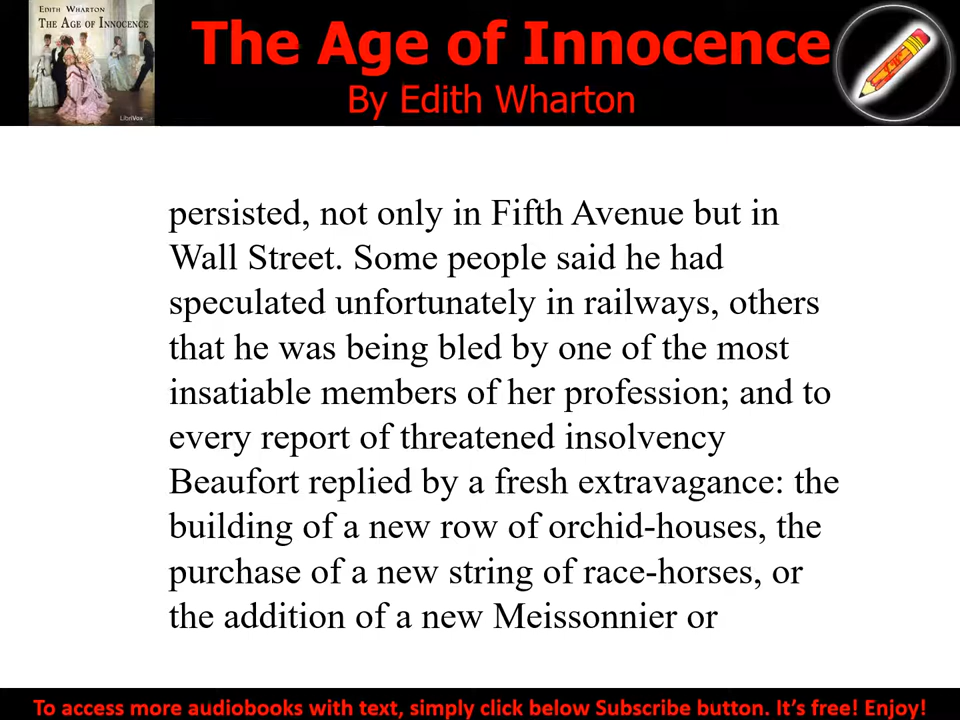 EDITH WHARTON
THE AGE OF INNOCENCE
LibriVox
The Age of Innocence
By Edith Wharton
persisted, not only in Fifth Avenue but in
Wall Street. Some people said he had
speculated unfortunately in railways, others
that he was being bled by one of the most
insatiable members of her profession; and to
every report of threatened insolvency
Beaufort replied by a fresh extravagance: the
building of a new row of orchid-houses, the
purchase of a new string of race-horses, or
the addition of a new Meissonnier or
To access more audiobooks with text, simply click below Subscribe button. It’s free! Enjoy!